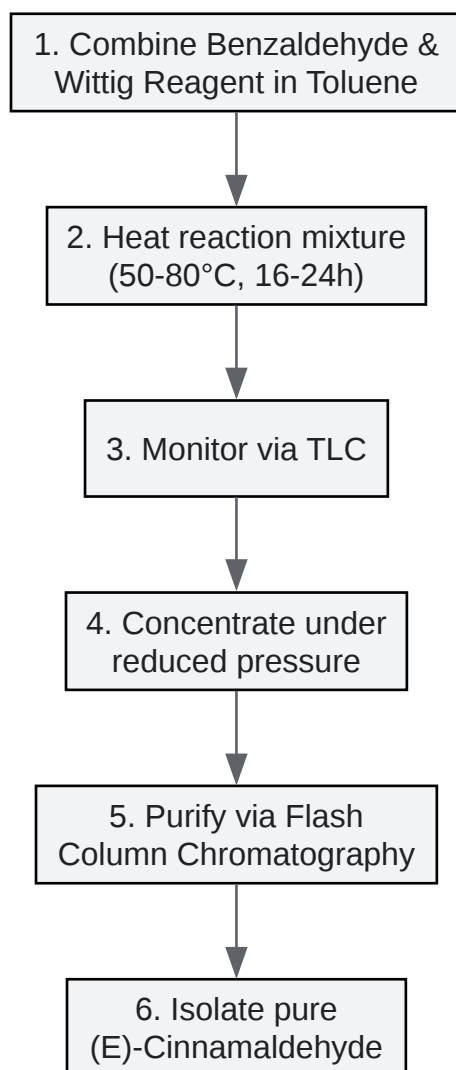 1. Combine Benzaldehyde &
Wittig Reagent in Toluene
2. Heat reaction mixture
(50-80°C, 16-24h)
3. Monitor via TLC
4. Concentrate under
reduced pressure
5. Purify via Flash
Column Chromatography
6. Isolate pure
(E)-Cinnamaldehyde